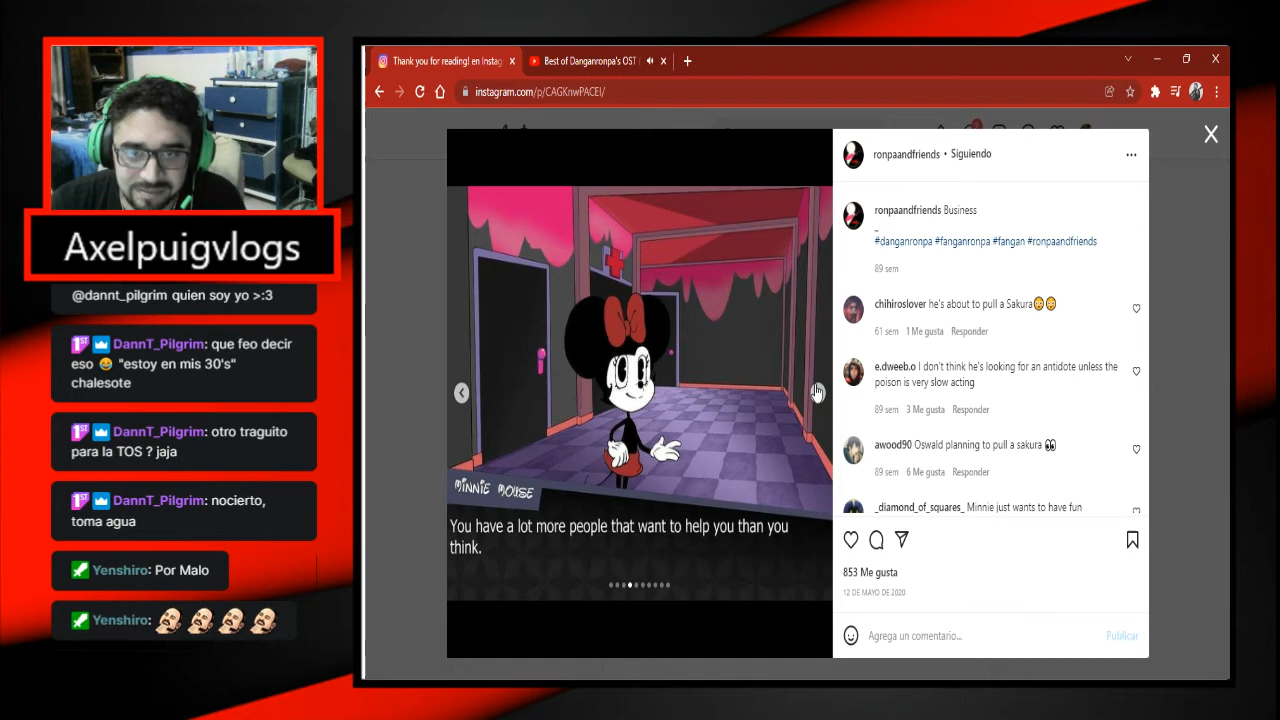 Axelpuigvlogs
@dannt_pilgrim quien soy yo >:3
1ST DannT_Pilgrim: que feo decir
eso 😂 "estoy en mis 30's"
chalesote
1ST DannT_Pilgrim: otro traguito
para la TOS ? jaja
1ST DannT_Pilgrim: nocierto,
toma agua
Yenshiro: Por Malo
Yenshiro:
Thank you for reading! en Instag
Best of Danganronpa's OST
instagram.com/p/CAGKnwPACEI/
MINNIE MOUSE
You have a lot more people that want to help you than you
think.
ronpaandfriends • Siguiendo
ronpaandfriends Business
_
#danganronpa #fanganronpa #fangan #ronpaandfriends
89 sem
chihiroslover he's about to pull a Sakura😳😳
61 sem 1 Me gusta Responder
e.dweeb.o I don't think he's looking for an antidote unless the
poison is very slow acting
89 sem 3 Me gusta Responder
awood90 Oswald planning to pull a sakura 👀
89 sem 6 Me gusta Responder
_diamond_of_squares_ Minnie just wants to have fun
853 Me gusta
12 DE MAYO DE 2020
Agrega un comentario...
Publicar